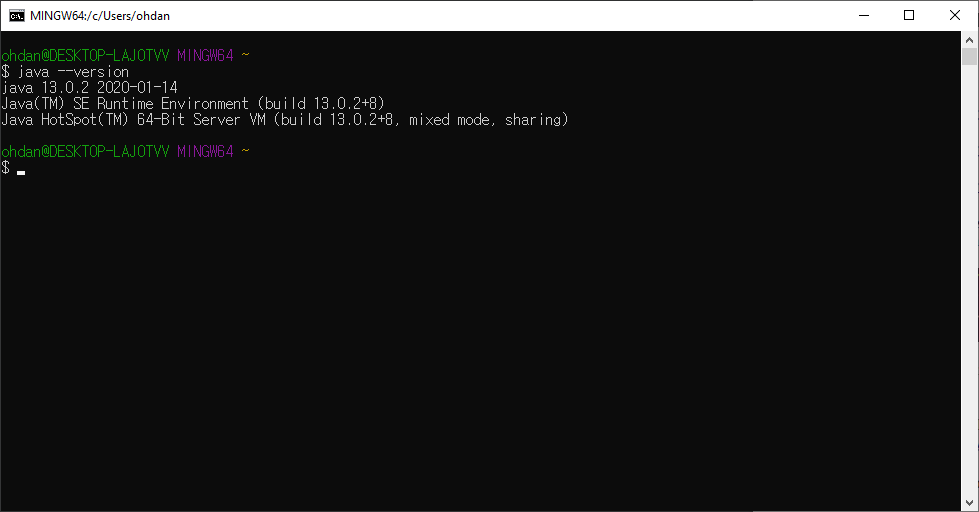 MINGW64:/c/Users/ohdan
ohdan@DESKTOP-LAJOTVV MINGW64 ~
$ java --version
java 13.0.2 2020-01-14
Java(TM) SE Runtime Environment (build 13.0.2+8)
Java HotSpot(TM) 64-Bit Server VM (build 13.0.2+8, mixed mode, sharing)
ohdan@DESKTOP-LAJOTVV MINGW64 ~
$